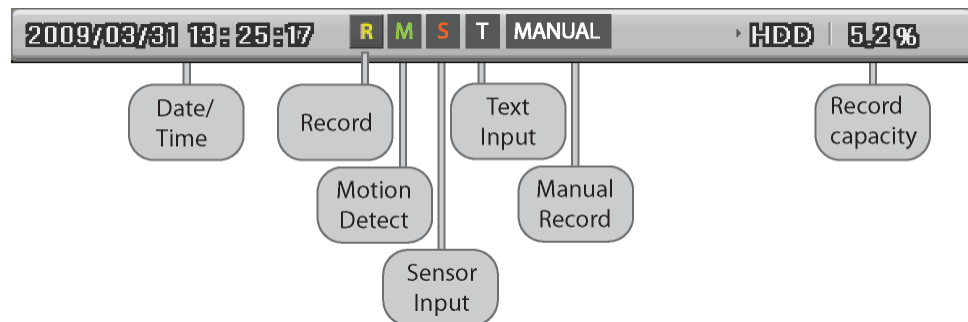 2009/03/31 13:25:17 R M S T MANUAL HDD 5.2%
Date/
Time
Record
Text
Input
Record
capacity
Motion
Detect
Manual
Record
Sensor
Input